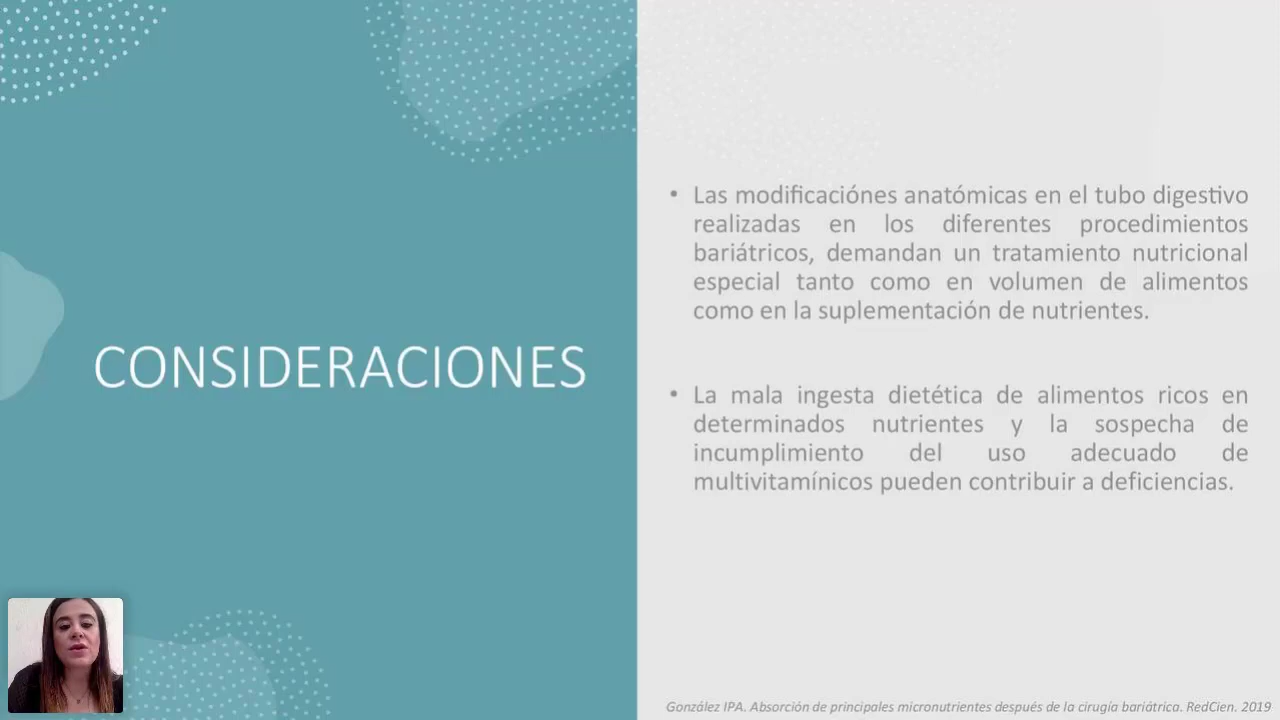 CONSIDERACIONES
• Las modificaciónes anatómicas en el tubo digestivo
realizadas en los diferentes procedimientos
bariátricos, demandan un tratamiento nutricional
especial tanto como en volumen de alimentos
como en la suplementación de nutrientes.
• La mala ingesta dietética de alimentos ricos en
determinados nutrientes y la sospecha de
incumplimiento del uso adecuado de
multivitamínicos pueden contribuir a deficiencias.
González IPA. Absorción de principales micronutrientes después de la cirugía bariátrica. RedCien. 2019